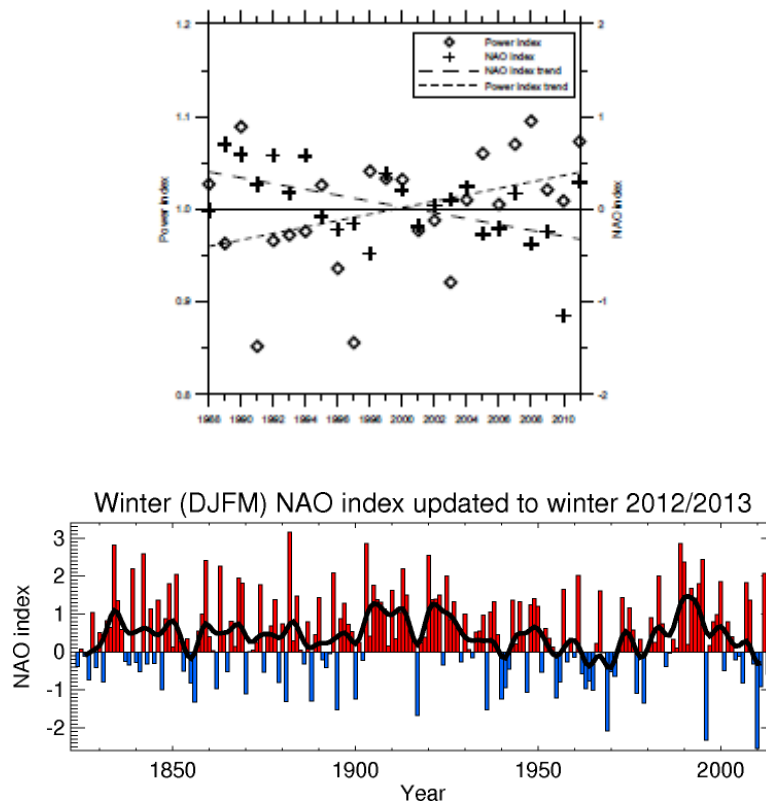 1.2
2
Power index
NAO index
NAO index trend
Power index trend
1.1
1
Power index
1.0
0
NAO index
0.9
-1
0.8
-2
1988 1990 1992 1994 1996 1998 2000 2002 2004 2006 2008 2010
Winter (DJFM) NAO index updated to winter 2012/2013
NAO index
3
2
1
0
-1
-2
1850 1900 1950 2000
Year